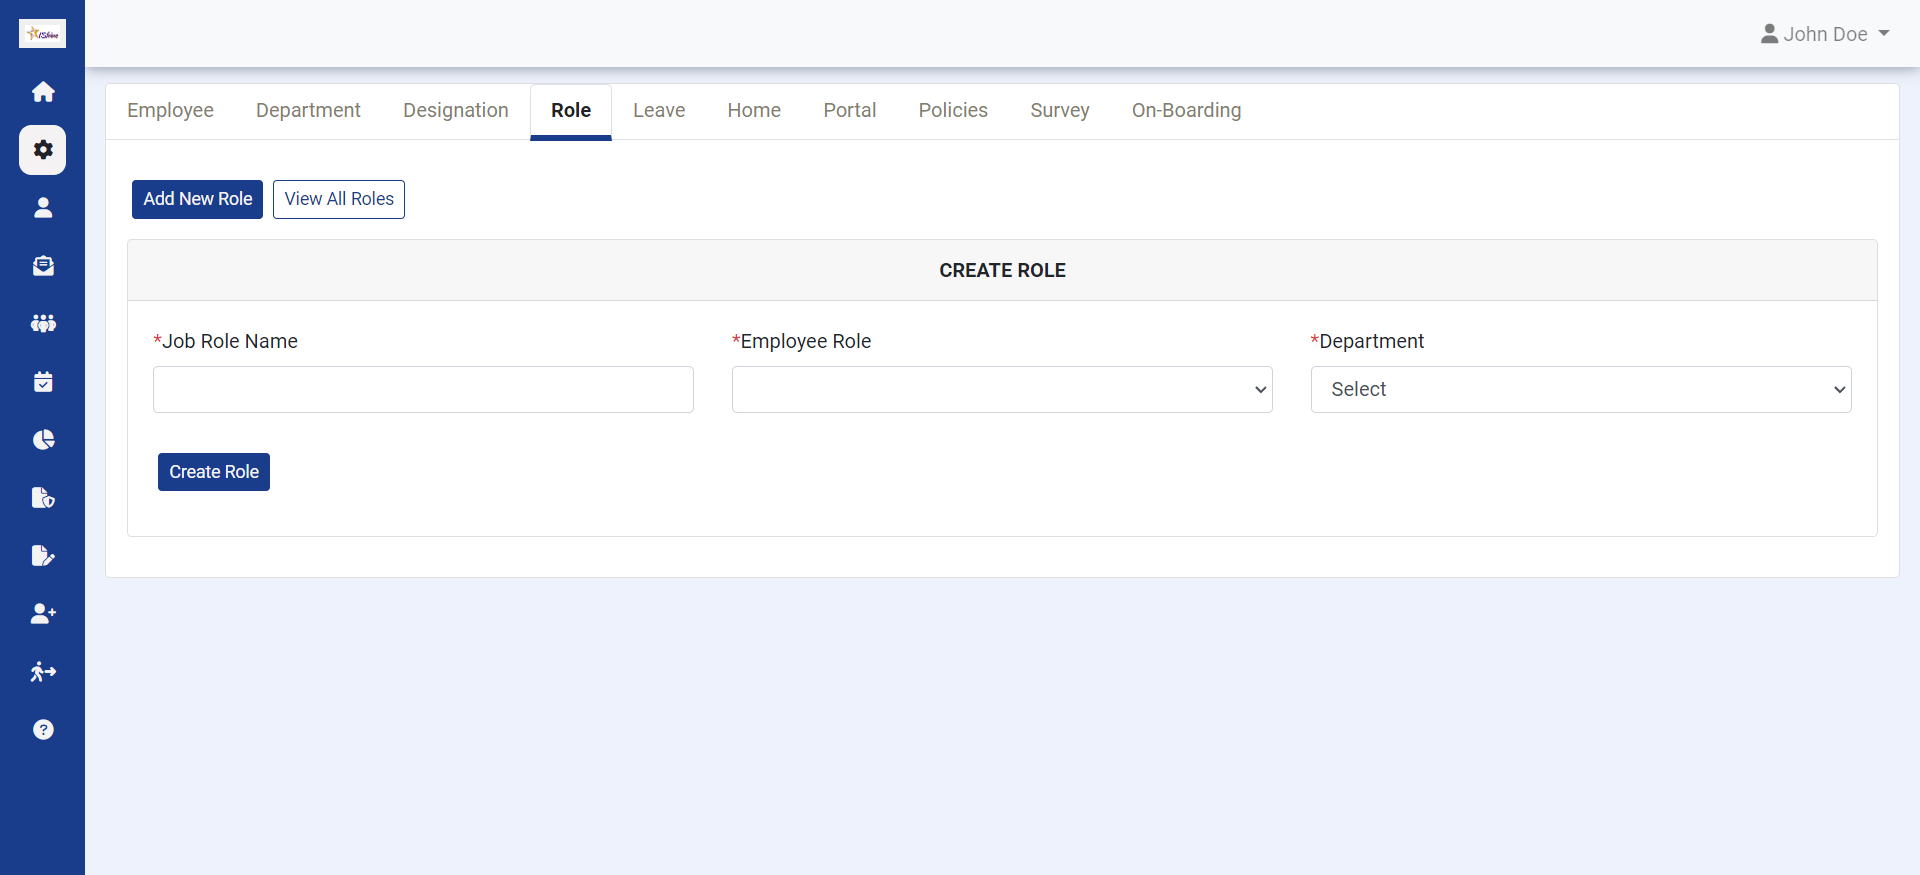 iShine
John Doe
Employee Department Designation Role Leave Home Portal Policies Survey On-Boarding
Add New Role View All Roles
CREATE ROLE
*Job Role Name *Employee Role *Department
Select
Create Role